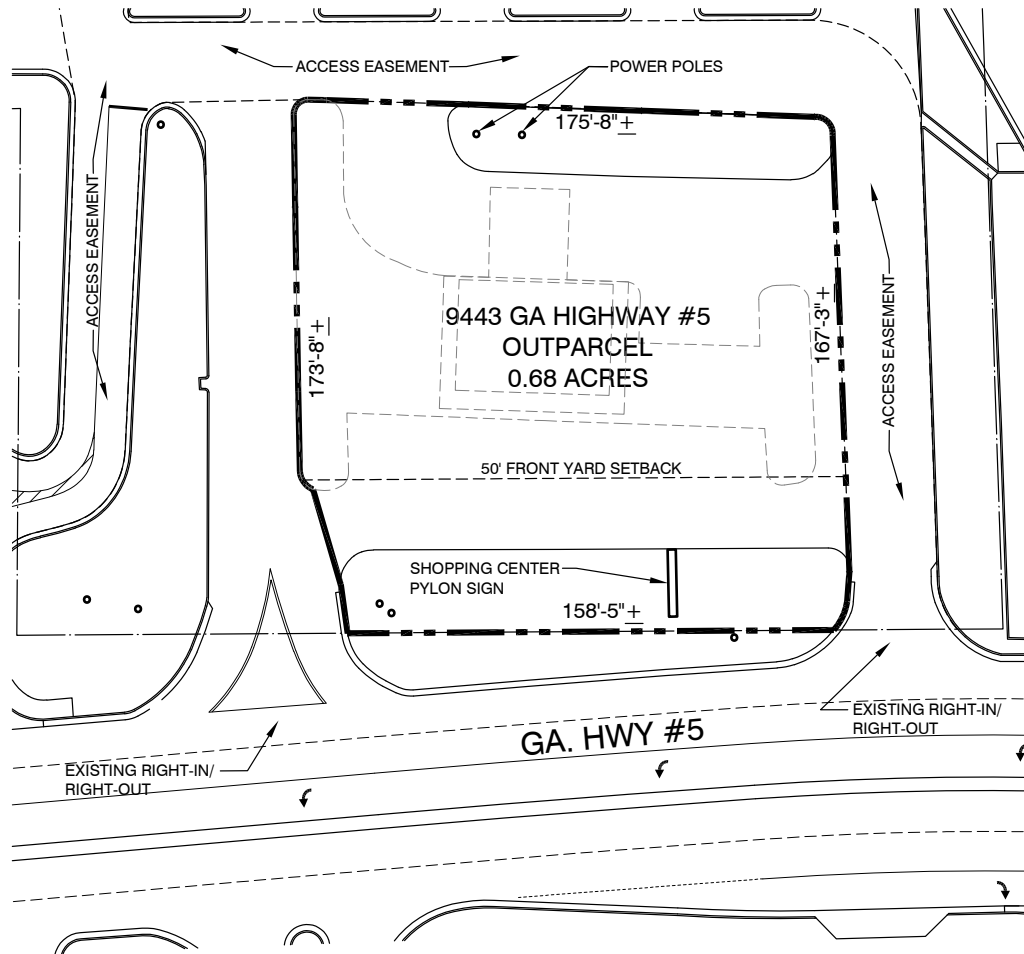 ACCESS EASEMENT
POWER POLES
175'-8"+
ACCESS EASEMENT
9443 GA HIGHWAY #5
OUTPARCEL
0.68 ACRES
173'-8"+
167'-3"+
ACCESS EASEMENT
50' FRONT YARD SETBACK
SHOPPING CENTER
PYLON SIGN
158'-5"+
EXISTING RIGHT-IN/
RIGHT-OUT
GA. HWY #5
EXISTING RIGHT-IN/
RIGHT-OUT